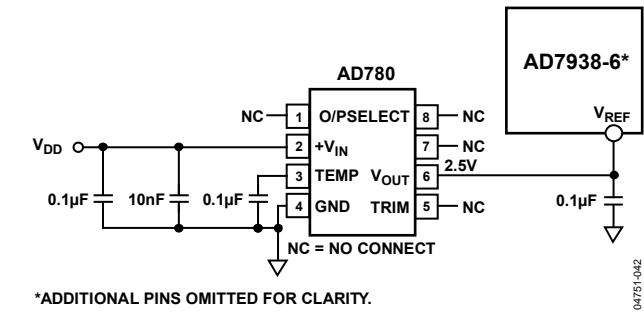 AD7938-6*
AD780
V_REF
NC 1 O/PSELECT 8 NC
V_DD 2 +V_IN 7 NC
3 TEMP V_OUT 6 2.5V
0.1µF 10nF 0.1µF 4 GND TRIM 5 NC 0.1µF
NC = NO CONNECT
*ADDITIONAL PINS OMITTED FOR CLARITY.
04751-042